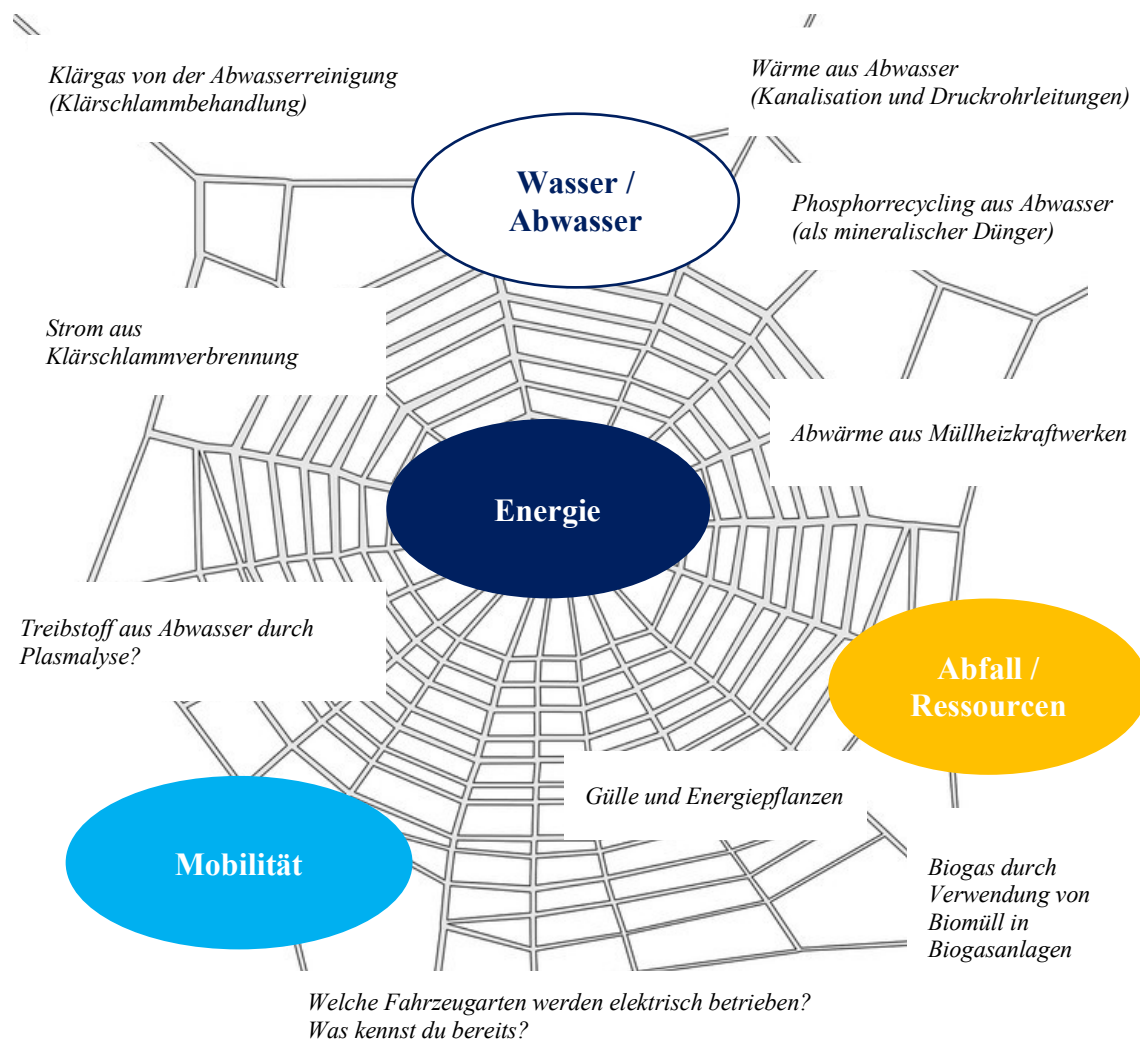 Klärgas von der Abwasserreinigung
(Klärschlammbehandlung)
Wärme aus Abwasser
(Kanalisation und Druckrohrleitungen)
Wasser /
Abwasser
Phosphorrecycling aus Abwasser
(als mineralischer Dünger)
Strom aus
Klärschlammverbrennung
Abwärme aus Müllheizkraftwerken
Energie
Treibstoff aus Abwasser durch
Plasmalyse?
Abfall /
Ressourcen
Gülle und Energiepflanzen
Mobilität
Biogas durch
Verwendung von
Biomüll in
Biogasanlagen
Welche Fahrzeugarten werden elektrisch betrieben?
Was kennst du bereits?